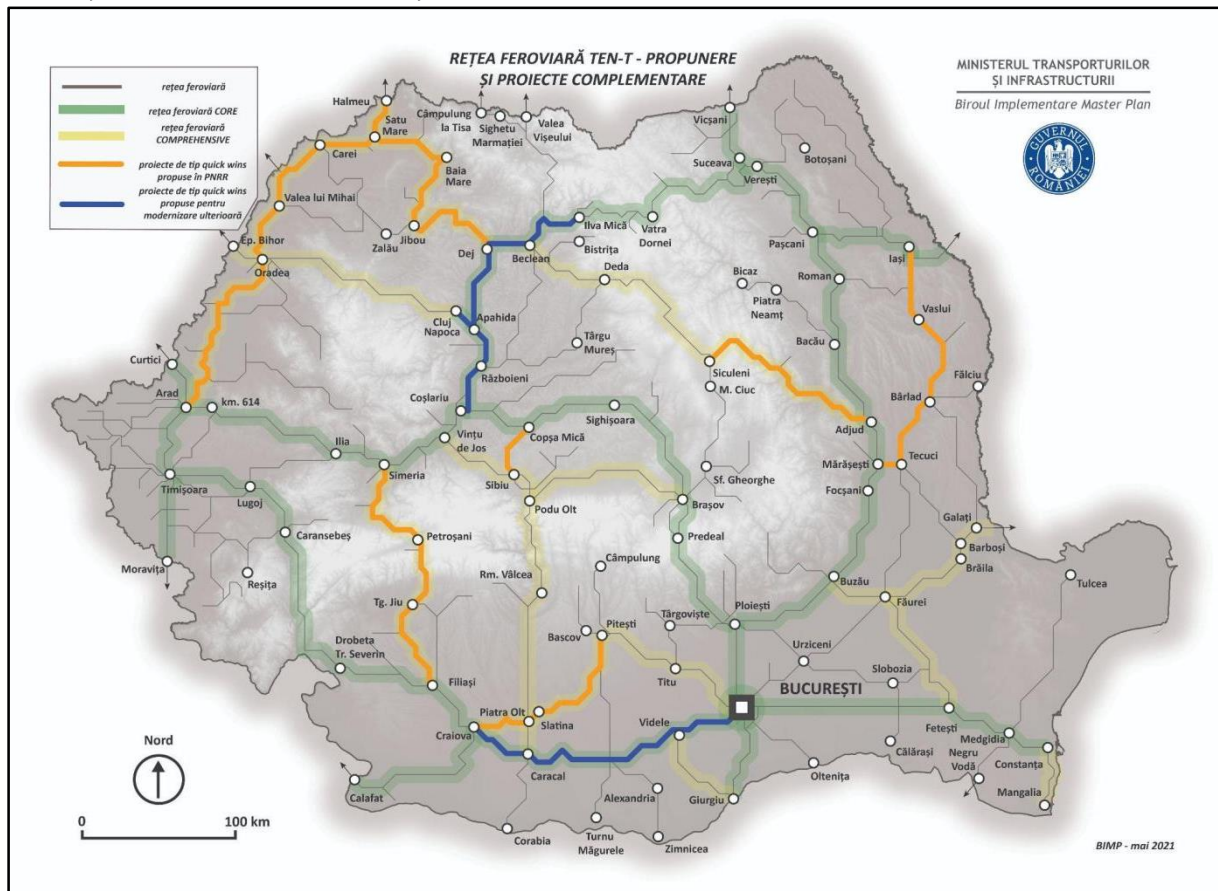 REȚEA FEROVIARĂ TEN-T - PROPUNERE
ȘI PROIECTE COMPLEMENTARE
MINISTERUL TRANSPORTURILOR
ȘI INFRASTRUCTURII
Biroul Implementare Master Plan
GUVERNUL
ROMÂNIEI
rețea feroviară
rețea feroviară CORE
rețea feroviară
COMPREHENSIVE
proiecte de tip quick wins
propuse în PNRR
proiecte de tip quick wins
propuse pentru
modernizare ulterioară
Halmeu
Satu
Mare
Câmpulung
la Tisa
Sighetu
Marmației
Valea
Vișeului
Vicșani
Carei
Baia
Mare
Suceava
Verești
Botoșani
Valea lui Mihai
Zalău
Jibou
Ilva Mică
Vatra
Dornei
Pașcani
Iași
Ep. Bihor
Oradea
Dej
Beclean
Bistrița
Deda
Bicaz
Piatra
Neamț
Roman
Cluj
Napoca
Apahida
Târgu
Mureș
Bacău
Vaslui
Curtici
Războieni
Siculeni
M. Ciuc
Fălciu
Arad
km. 614
Coșlariu
Sighișoara
Adjud
Bârlad
Ilia
Vințu
de Jos
Copșa Mică
Mărășești
Tecuci
Simeria
Sibiu
Sf. Gheorghe
Focșani
Timișoara
Lugoj
Podu Olt
Brașov
Galați
Caransebeș
Petroșani
Predeal
Barboși
Brăila
Moravița
Reșița
Câmpulung
Buzău
Tulcea
Rm. Vâlcea
Făurei
Tg. Jiu
Târgoviște
Ploiești
Bascov
Pitești
Urziceni
Drobeta
Tr. Severin
Titu
Slobozia
Filiași
BUCUREȘTI
Piatra Olt
Slatina
Videle
Fetești
Craiova
Medgidia
Călărași
Negru
Vodă
Constanța
Caracal
Oltenița
Calafat
Alexandria
Giurgiu
Mangalia
Corabia
Turnu
Măgurele
Zimnicea
Nord
0
100 km
BIMP - mai 2021